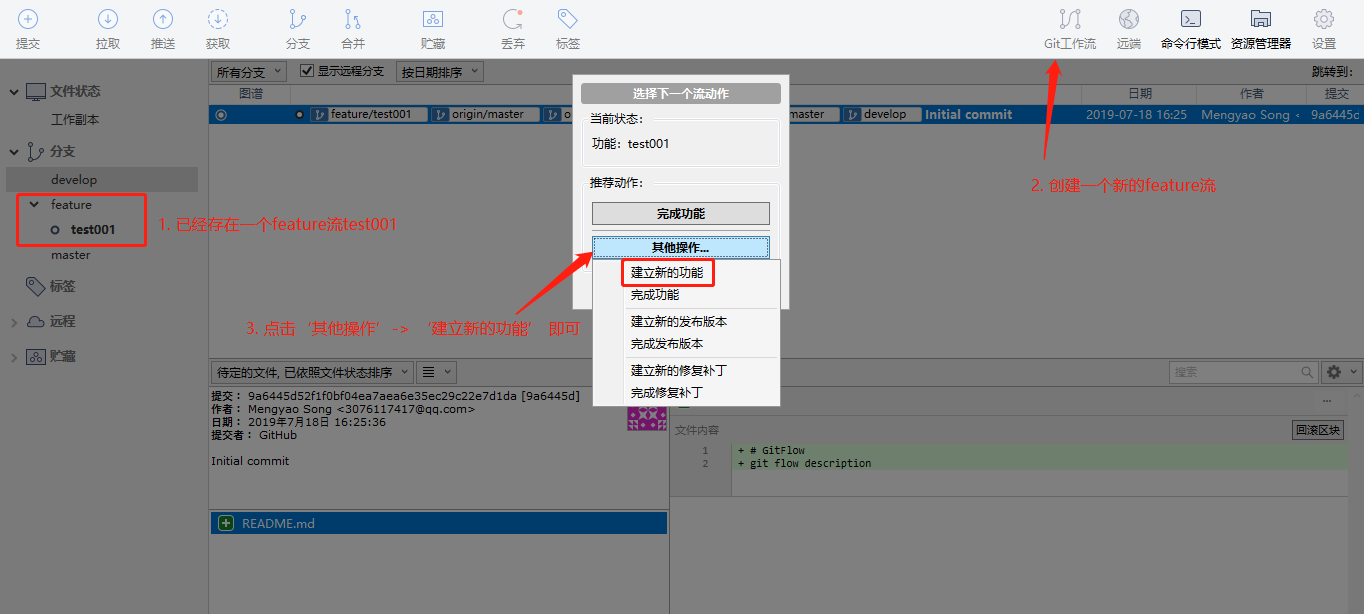 提交 拉取 推送 获取 分支 合并 贮藏 丢弃 标签 Git工作流 远端 命令行模式 资源管理器 设置
所有分支 显示远程分支 按日期排序 跳转到:
图谱 日期 作者 提交
feature/test001 origin/master o master develop Initial commit 2019-07-18 16:25 Mengyao Song < 9a6445c
文件状态
工作副本
分支
develop
feature
test001
master
标签
远程
贮藏
1. 已经存在一个feature流test001
2. 创建一个新的feature流
3. 点击‘其他操作’->‘建立新的功能’即可
选择下一个流动作
当前状态:
功能: test001
推荐动作:
完成功能
其他操作...
建立新的功能
完成功能
建立新的发布版本
完成发布版本
建立新的修复补丁
完成修复补丁
待定的文件, 已依照文件状态排序
搜索
提交： 9a6445d52f1f0bf04ea7aea6e35ec29c22e7d1da [9a6445d]
作者： Mengyao Song <3076117417@qq.com>
日期： 2019年7月18日 16:25:36
提交者： GitHub
Initial commit
README.md
...
文件内容
回滚区块
1 + # GitFlow
2 + git flow description